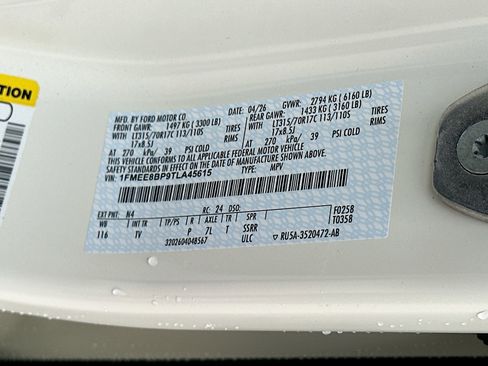 TION
MFD. BY FORD MOTOR CO. 04/26 GVWR: 2794 KG (6160 LB)
FRONT GAWR: 1497 KG (3300 LB) REAR GAWR: 1433 KG (3160 LB)
WITH LT315/70R17C 113/110S TIRES WITH LT315/70R17C 113/110S TIRES
17x8.5J RIMS 17x8.5J RIMS
AT 270 kPa/ 39 PSI COLD AT 270 kPa/ 39 PSI COLD
THIS VEHICLE CONFORMS TO ALL APPLICABLE FEDERAL MOTOR VEHICLE
SAFETY STANDARDS IN EFFECT ON THE DATE OF MANUFACTURE SHOWN ABOVE.
VIN: 1FMEE8BP9TLA45615 TYPE: MPV
EXT PNT: N4 RC: 24 DSO: F0258
WB INT TR TP/PS R AXLE TR SPR T0358
116 TV P 7L T SSRR
3202604048567 ULC RU5A-3520472-AB